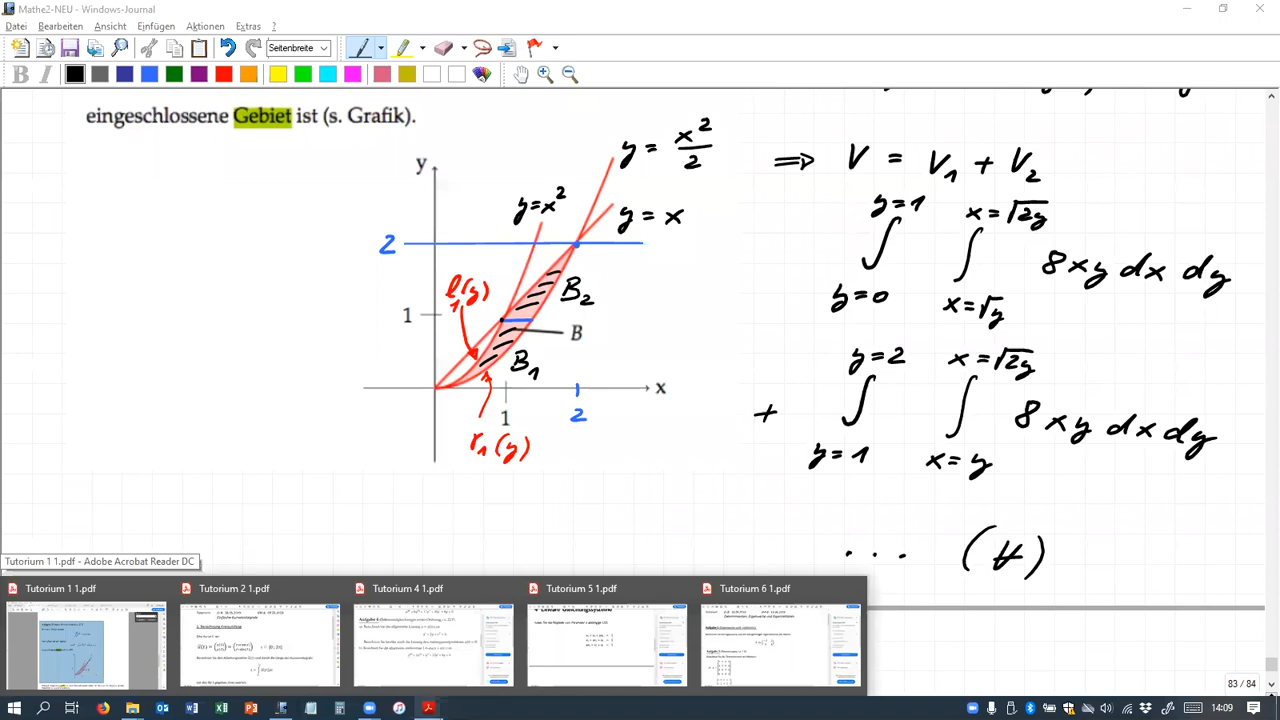 Mathe2-NEU - Windows-Journal
Datei Bearbeiten Ansicht Einfügen Aktionen Extras ?
Seitenbreite
B I
eingeschlossene Gebiet ist (s. Grafik).
y
y = x²/2
y = x²
y = x
2
l₁(y)
B₂
1
B
B₁
x
1
2
r₁(y)
⇒ V = V₁ + V₂
y=1 x=√2y
∫ ∫ 8xy dx dy
y=0 x=√y
y=2 x=√2y
+ ∫ ∫ 8xy dx dy
y=1 x=y
... (#)
Tutorium 1 1.pdf - Adobe Acrobat Reader DC
Tutorium 1 1.pdf
Tutorium 2 1.pdf
Tutorium 4 1.pdf
Tutorium 5 1.pdf
Tutorium 6 1.pdf
83 / 84
14:09